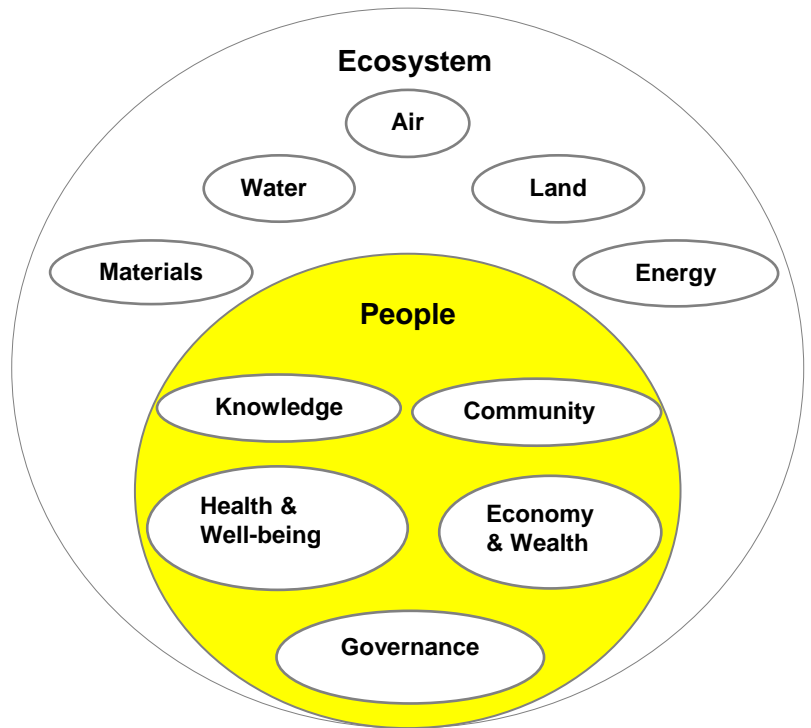 Ecosystem
Air
Water
Land
Materials
Energy
People
Knowledge
Community
Health &
Well-being
Economy
& Wealth
Governance